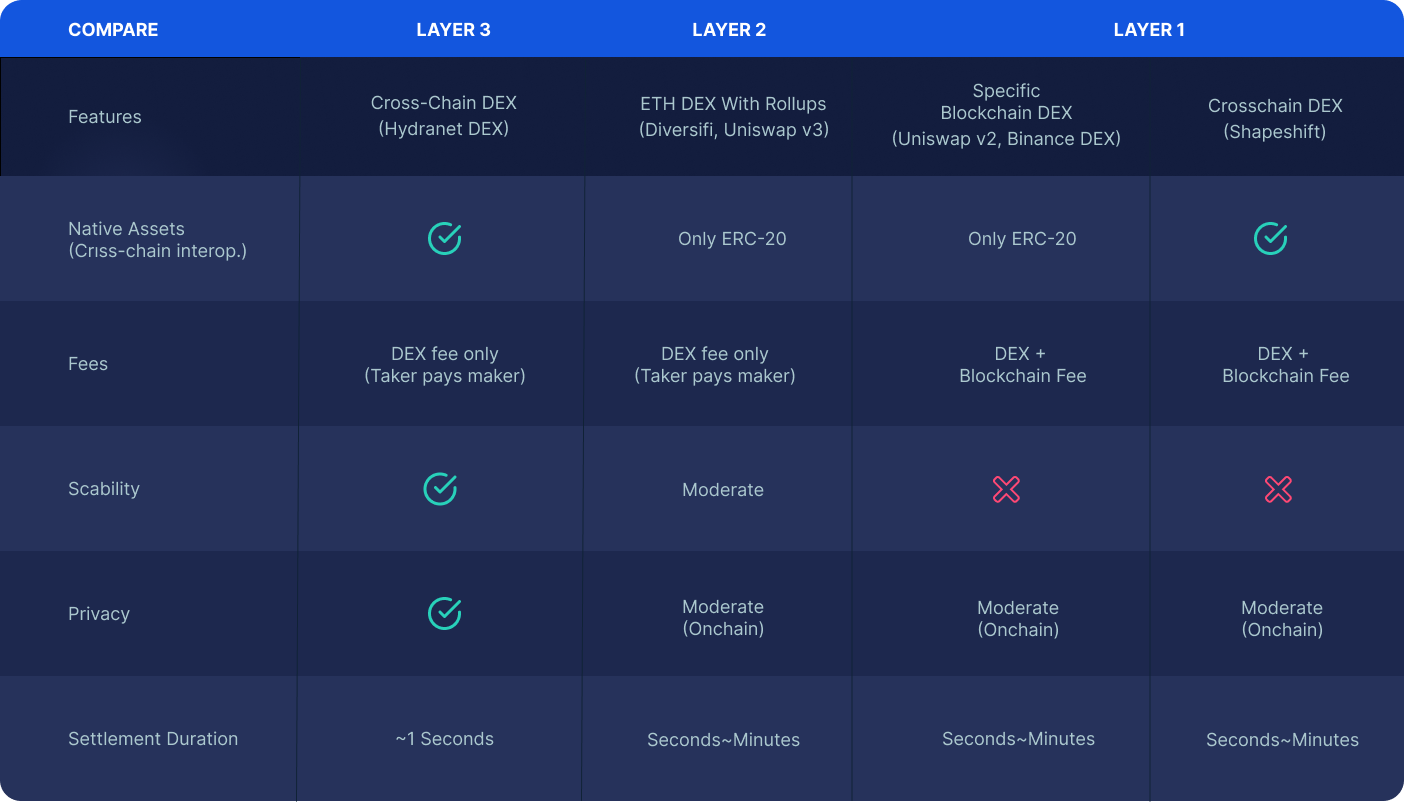 COMPARE LAYER 3 LAYER 2 LAYER 1
Features
Cross-Chain DEX
(Hydranet DEX)
ETH DEX With Rollups
(Diversifi, Uniswap v3)
Specific
Blockchain DEX
(Uniswap v2, Binance DEX)
Crosschain DEX
(Shapeshift)
Native Assets
(Crıss-chain interop.)
Only ERC-20
Only ERC-20
Fees
DEX fee only
(Taker pays maker)
DEX fee only
(Taker pays maker)
DEX +
Blockchain Fee
DEX +
Blockchain Fee
Scability
Moderate
Privacy
Moderate
(Onchain)
Moderate
(Onchain)
Moderate
(Onchain)
Settlement Duration
~1 Seconds
Seconds~Minutes
Seconds~Minutes
Seconds~Minutes